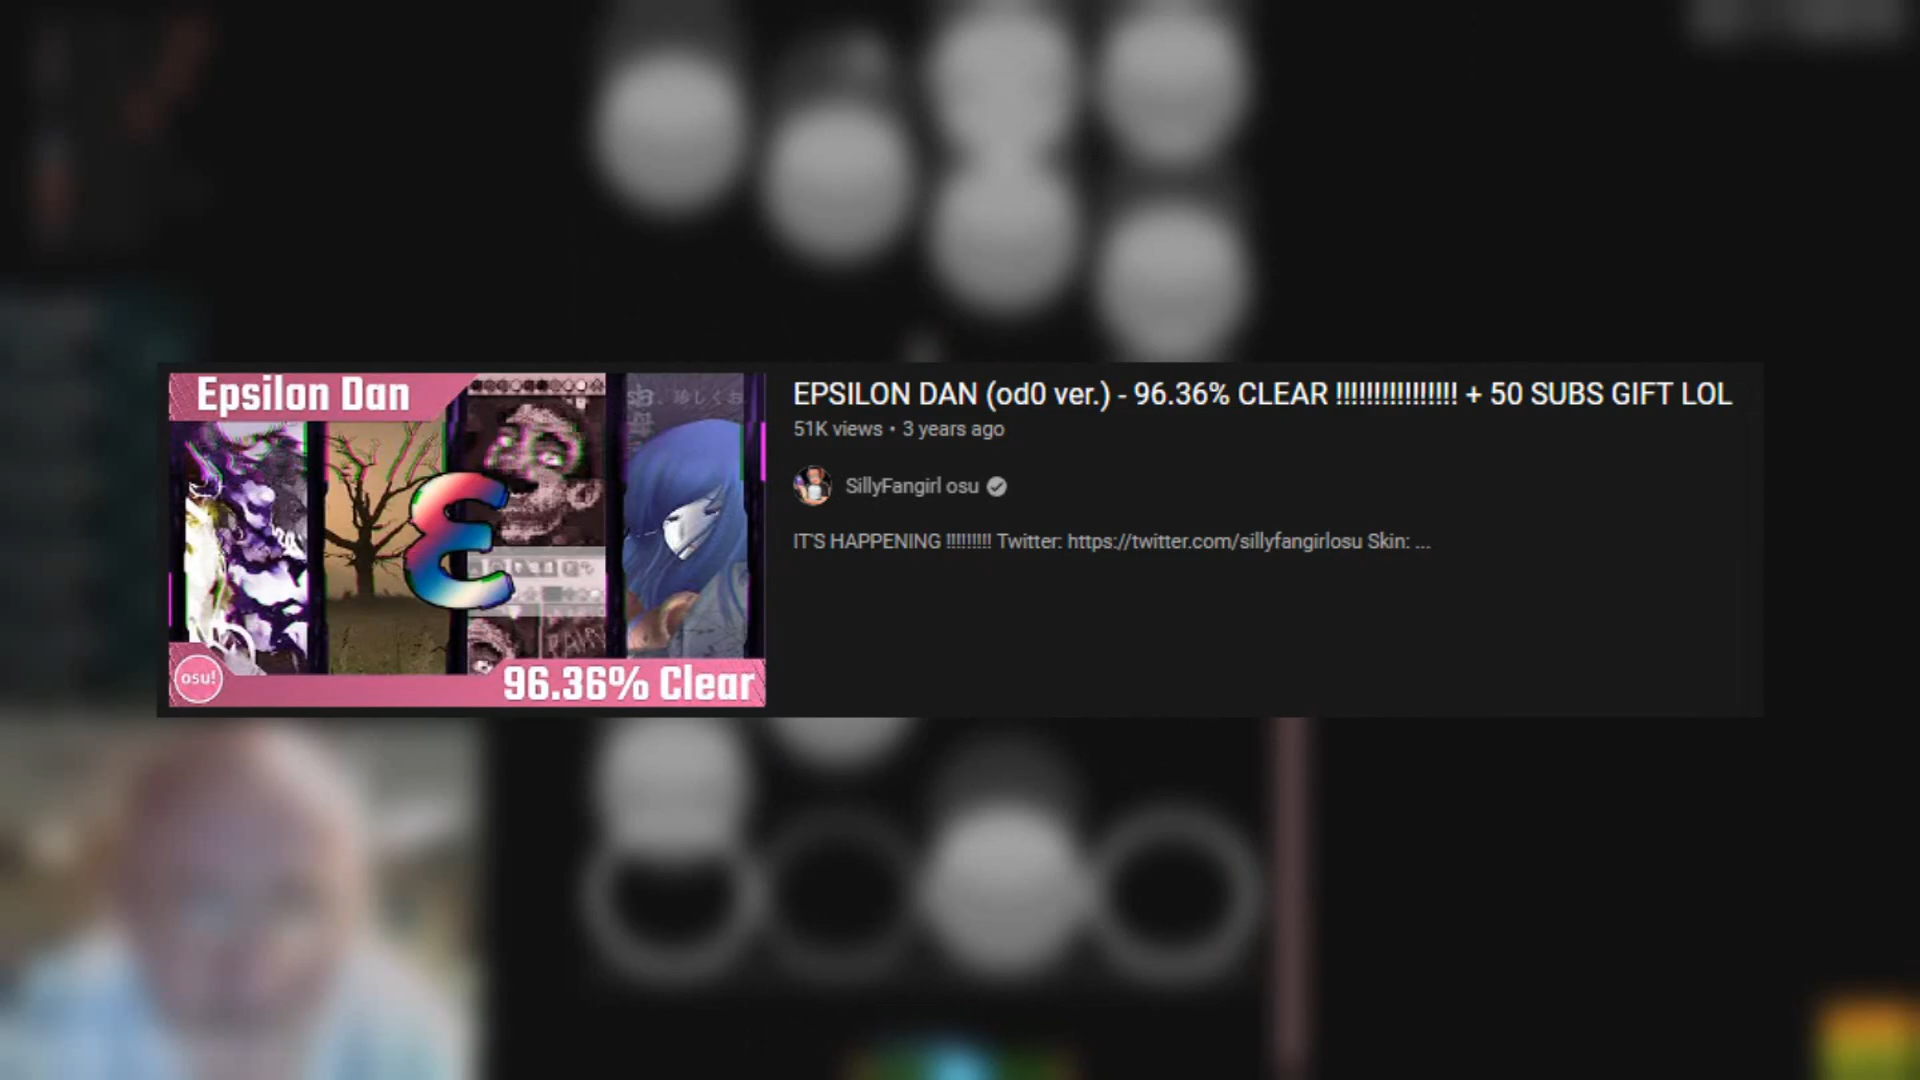 Epsilon Dan
osu!
96.36% Clear
EPSILON DAN (od0 ver.) - 96.36% CLEAR !!!!!!!!!!!!!!!!! + 50 SUBS GIFT LOL
51K views • 3 years ago
SillyFangirl osu
IT'S HAPPENING !!!!!!!!! Twitter: https://twitter.com/sillyfangirlosu Skin: ...